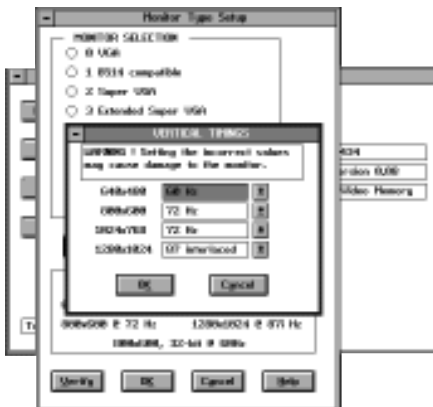 Monitor Type Setup
MONITOR SELECTION
0 VGA
1 8514 compatible
2 Super VGA
3 Extended Super VGA
VERTICAL TIMINGS
WARNING ! Setting the incorrect values
may cause damage to the monitor.
640x480 60 Hz
800x600 72 Hz
1024x768 72 Hz
1280x1024 87 interlaced
OK Cancel
Video Memory
800x600 @ 72 Hz 1280x1024 @ 87i Hz
Verify OK Cancel Help